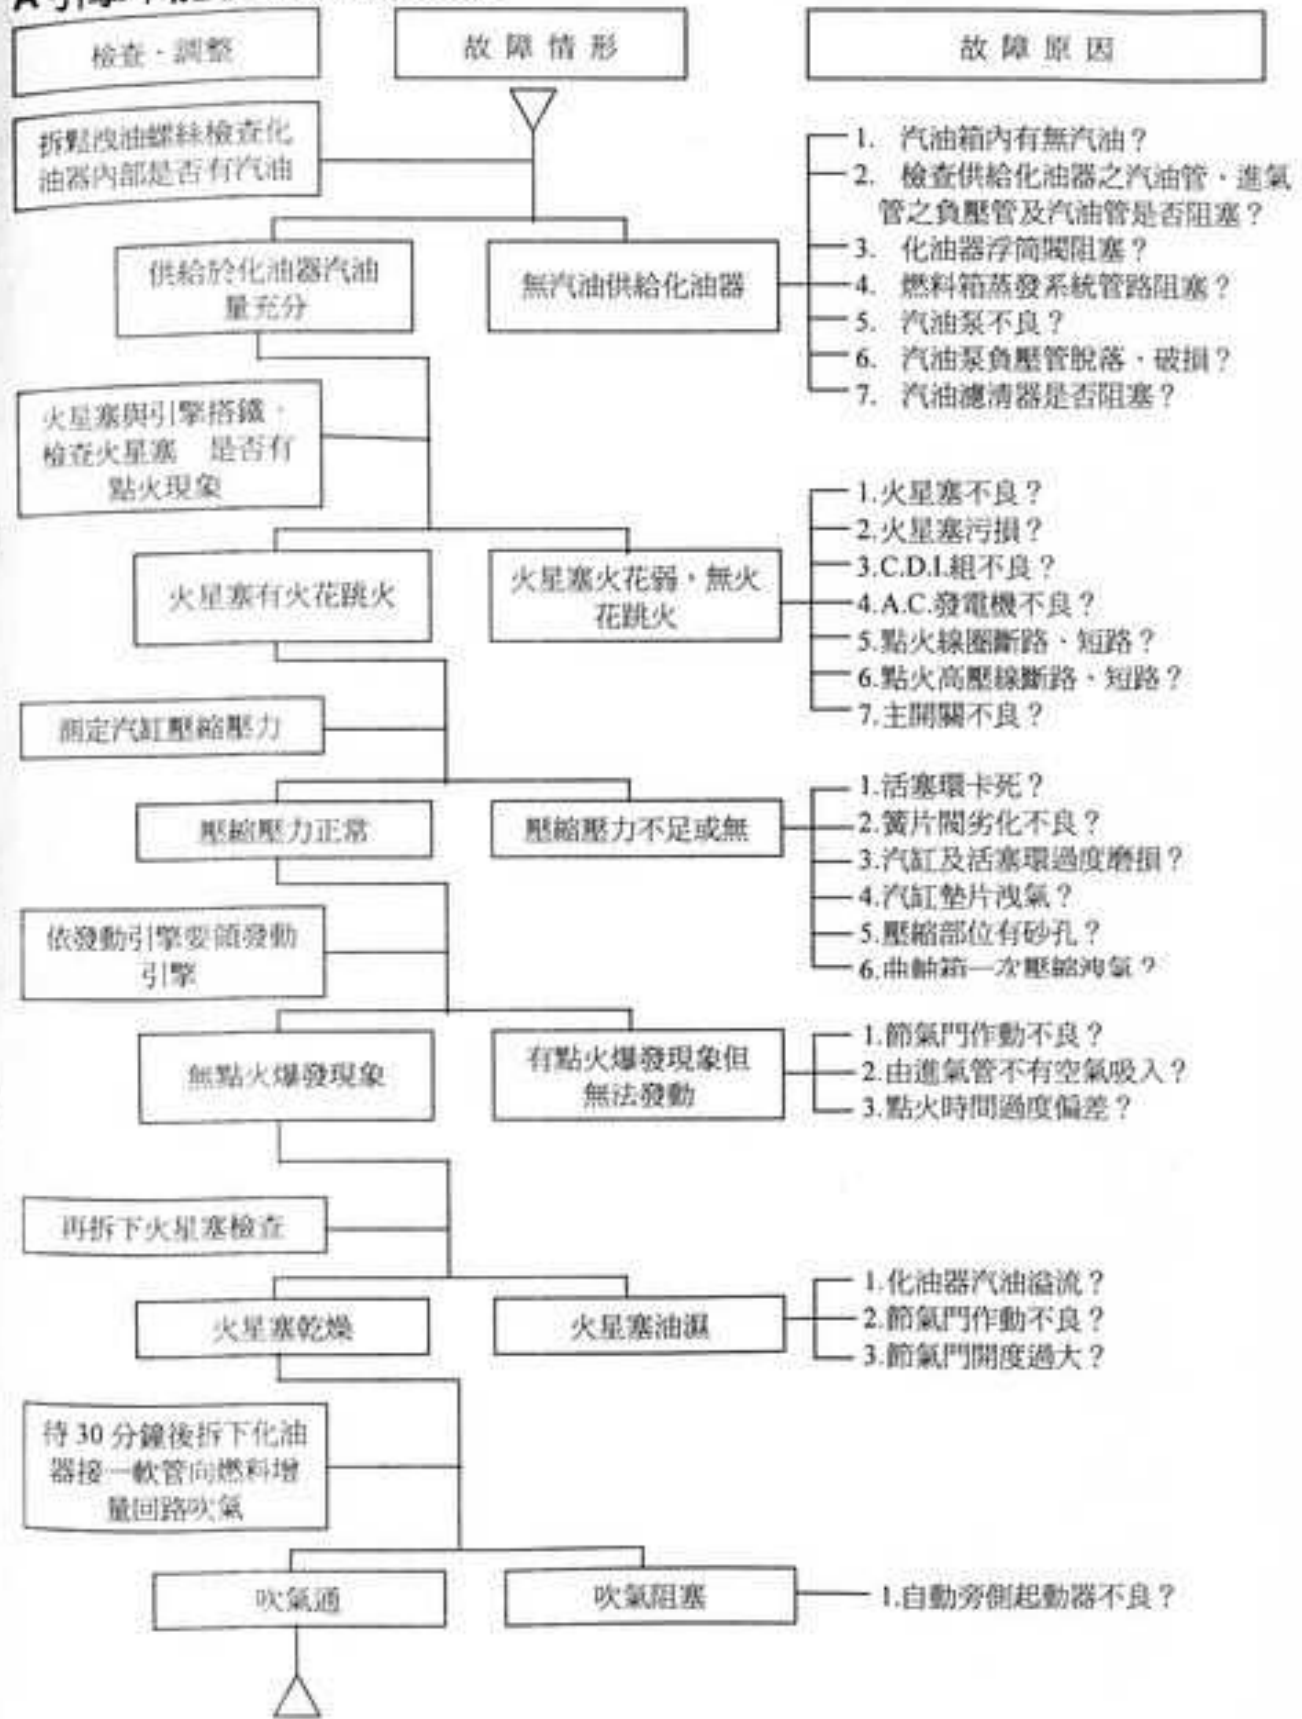 檢查・調整
故障情形
故障原因
拆鬆洩油螺絲檢查化
油器內部是否有汽油
供給於化油器汽油
量充分
無汽油供給化油器
1. 汽油箱內有無汽油？
2. 檢查供給化油器之汽油管、進氣
管之負壓管及汽油管是否阻塞？
3. 化油器浮筒閥阻塞？
4. 燃料箱蒸發系統管路阻塞？
5. 汽油泵不良？
6. 汽油泵負壓管脫落、破損？
7. 汽油濾清器是否阻塞？
火星塞與引擎搭鐵，
檢查火星塞 是否有
點火現象
火星塞有火花跳火
火星塞火花弱，無火
花跳火
1.火星塞不良？
2.火星塞污損？
3.C.D.I.組不良？
4.A.C.發電機不良？
5.點火線圈斷路、短路？
6.點火高壓線斷路、短路？
7.主開關不良？
測定汽缸壓縮壓力
壓縮壓力正常
壓縮壓力不足或無
1.活塞環卡死？
2.簧片閥劣化不良？
3.汽缸及活塞環過度磨損？
4.汽缸墊片洩氣？
5.壓縮部位有砂孔？
6.曲軸箱一次壓縮洩氣？
依發動引擎要領發動
引擎
無點火爆發現象
有點火爆發現象但
無法發動
1.節氣門作動不良？
2.由進氣管不有空氣吸入？
3.點火時間過度偏差？
再拆下火星塞檢查
火星塞乾燥
火星塞油濕
1.化油器汽油溢流？
2.節氣門作動不良？
3.節氣門開度過大？
待 30 分鐘後拆下化油
器接一軟管向燃料增
量回路吹氣
吹氣通
吹氣阻塞
1.自動旁側起動器不良？